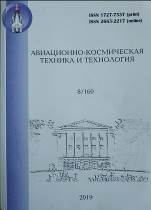 ISSN 1727-7337 (print)
ISSN 2663-2217 (online)
АВИАЦИОННО-КОСМИЧЕСКАЯ
ТЕХНИКА И ТЕХНОЛОГИЯ
8/160
2019